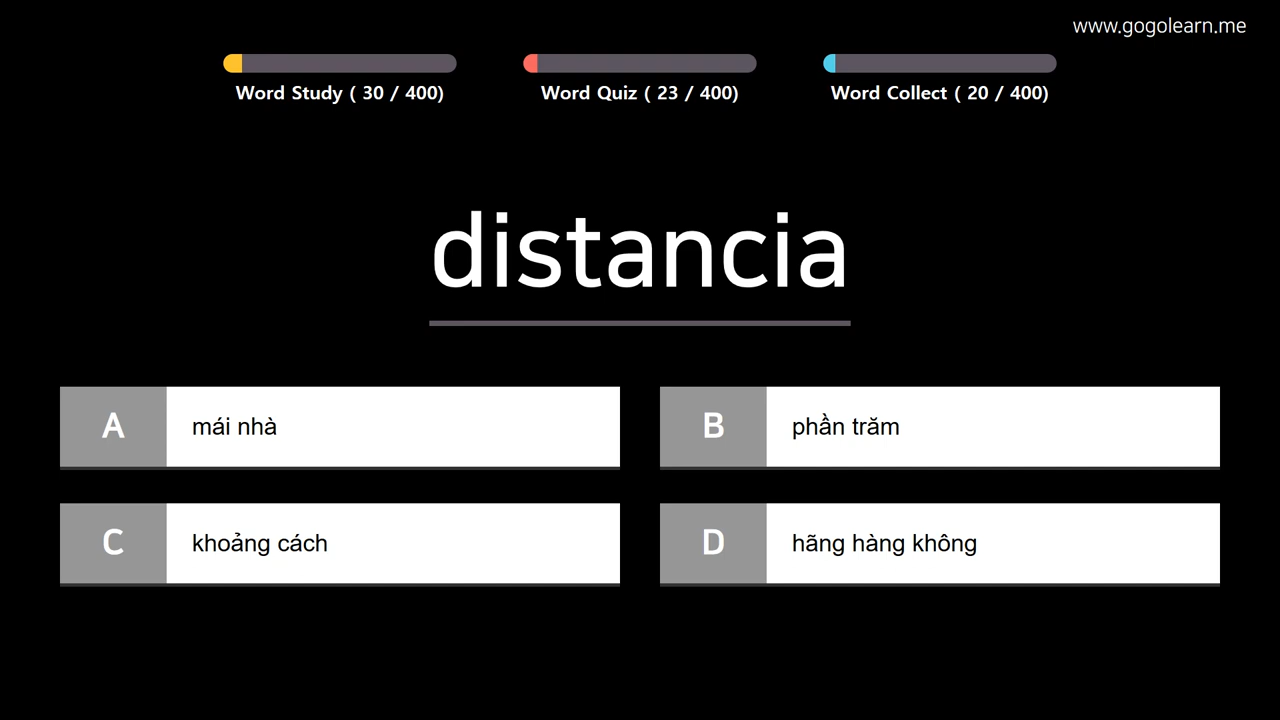 www.gogolearn.me
Word Study ( 30 / 400)
Word Quiz ( 23 / 400)
Word Collect ( 20 / 400)
distancia
A mái nhà
B phần trăm
C khoảng cách
D hãng hàng không